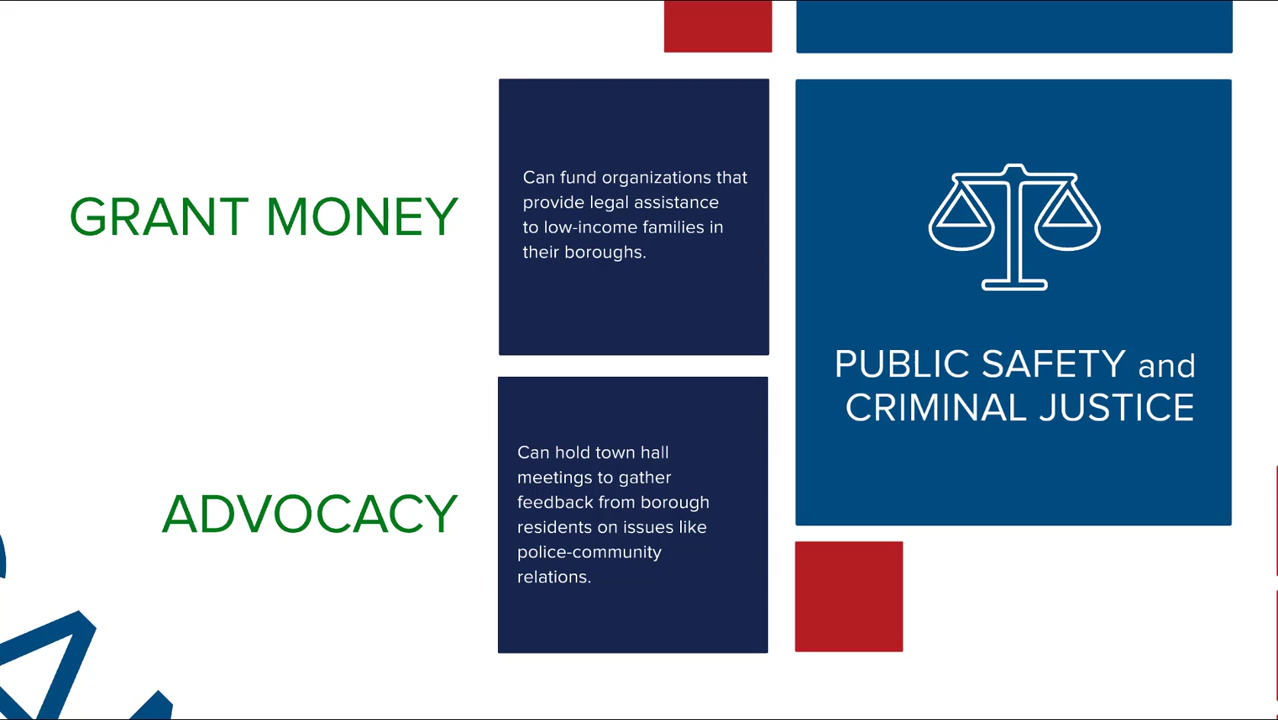 GRANT MONEY
Can fund organizations that
provide legal assistance
to low-income families in
their boroughs.
ADVOCACY
Can hold town hall
meetings to gather
feedback from borough
residents on issues like
police-community
relations.
PUBLIC SAFETY and
CRIMINAL JUSTICE